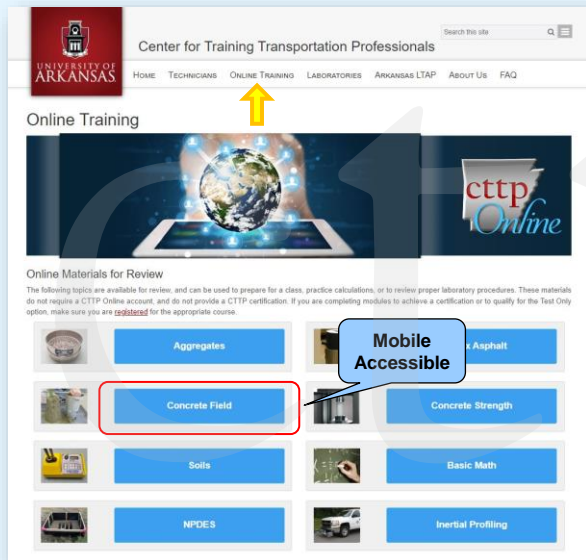 Search this site
Center for Training Transportation Professionals
UNIVERSITY OF
ARKANSAS
HOME TECHNICIANS ONLINE TRAINING LABORATORIES ARKANSAS LTAP ABOUT US FAQ
Online Training
cttp
Online
Online Materials for Review
The following topics are available for review, and can be used to prepare for a class, practice calculations, or to review proper laboratory procedures. These materials
do not require a CTTP Online account, and do not provide a CTTP certification. If you are completing modules to achieve a certification or to qualify for the Test Only
option, make sure you are registered for the appropriate course.
Mobile
Accessible
Aggregates
x Asphalt
Concrete Field
Concrete Strength
Soils
Basic Math
NPDES
Inertial Profiling